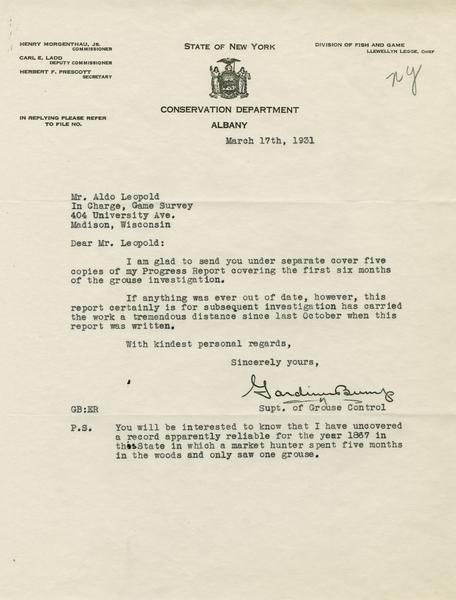 HENRY MORGENTHAU, JR.
COMMISSIONER
CARL E. LADD
DEPUTY COMMISSIONER
HERBERT F. PRESCOTT
SECRETARY
STATE OF NEW YORK
DIVISION OF FISH AND GAME
LLEWELLYN LEGGE, CHIEF
ny
CONSERVATION DEPARTMENT
ALBANY
IN REPLYING PLEASE REFER
TO FILE NO.
March 17th, 1931
Mr. Aldo Leopold
In Charge, Game Survey
404 University Ave.
Madison, Wisconsin
Dear Mr. Leopold:
I am glad to send you under separate cover five
copies of my Progress Report covering the first six months
of the grouse investigation.
If anything was ever out of date, however, this
report certainly is for subsequent investigation has carried
the work a tremendous distance since last October when this
report was written.
With kindest personal regards,
Sincerely yours,
Gardiner Bump
Supt. of Grouse Control
GB:ER
P.S. You will be interested to know that I have uncovered
a record apparently reliable for the year 1867 in
this State in which a market hunter spent five months
in the woods and only saw one grouse.